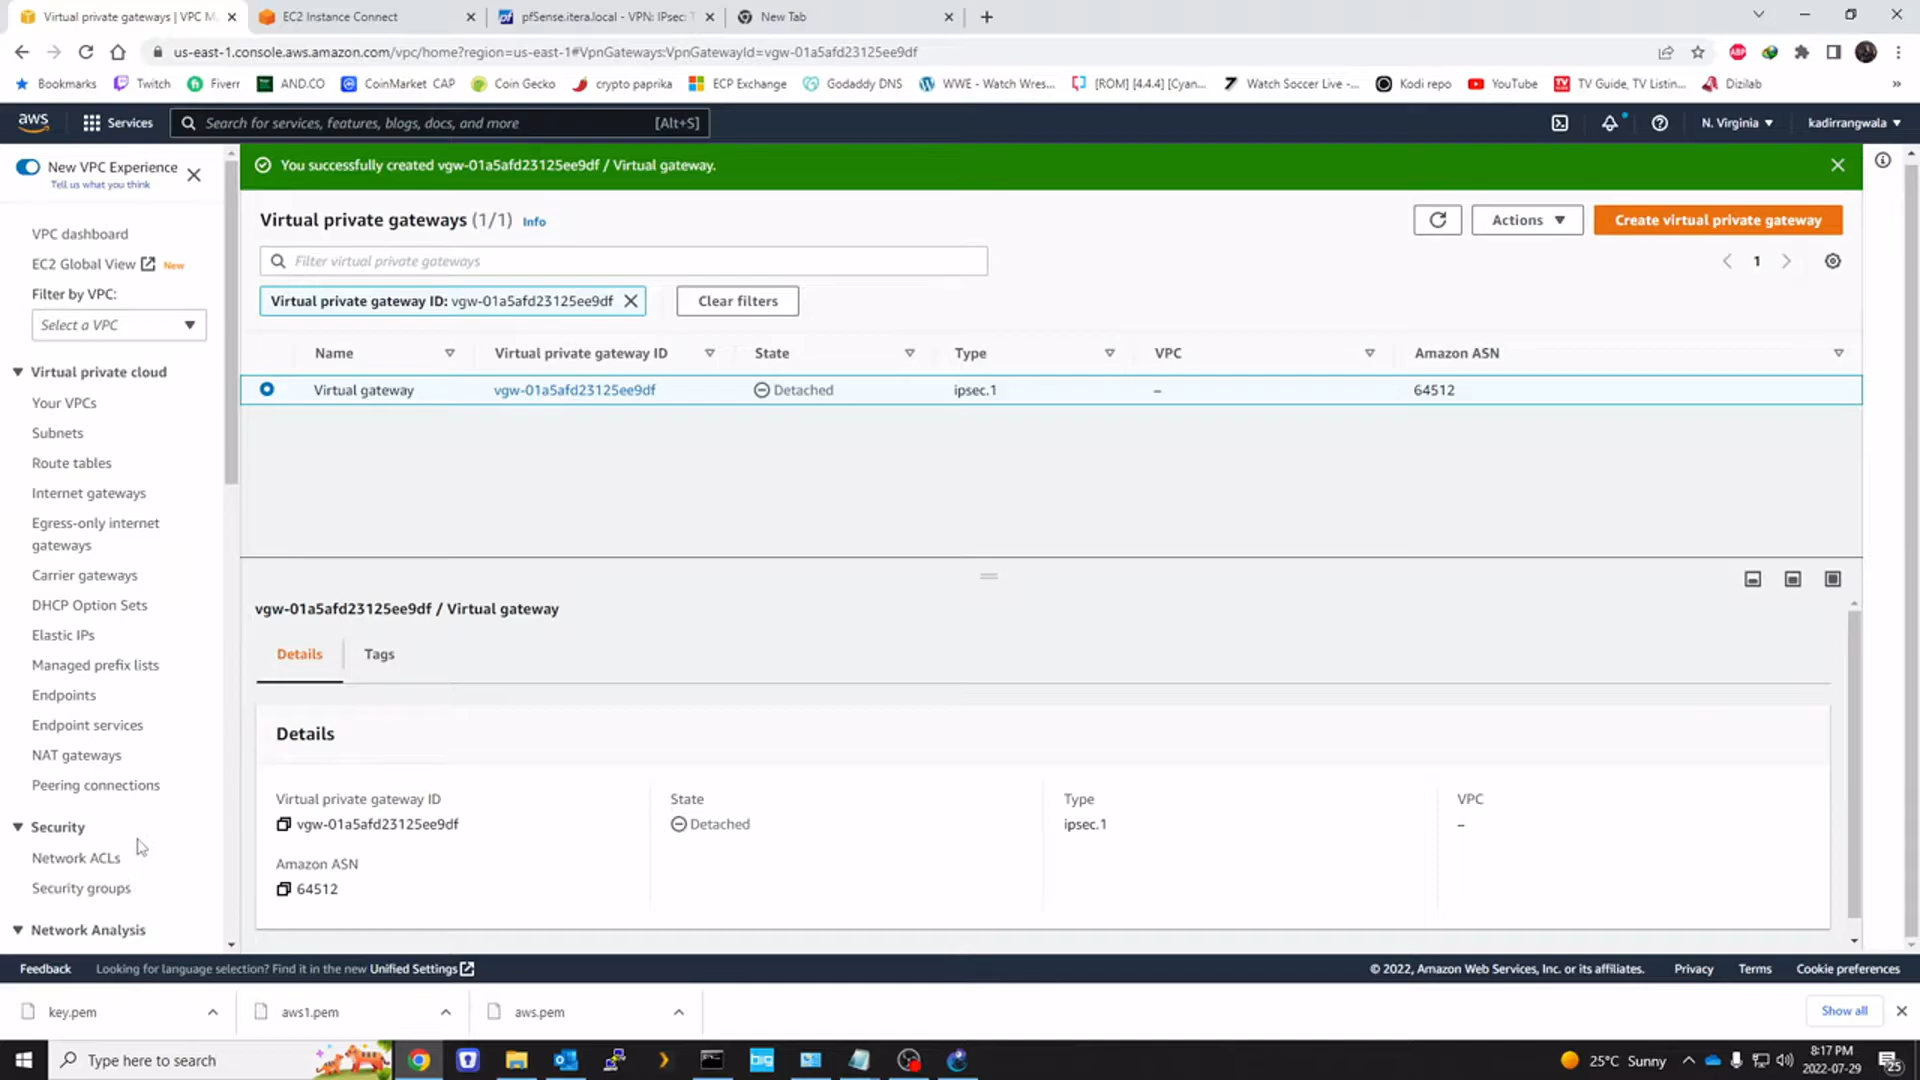 Virtual private gateways | VPC M
EC2 Instance Connect
pfSense.itera.local - VPN: IPsec: T
New Tab
us-east-1.console.aws.amazon.com/vpc/home?region=us-east-1#VpnGateways:VpnGatewayId=vgw-01a5afd23125ee9df
Bookmarks
Twitch
Fiverr
AND.CO
CoinMarket CAP
Coin Gecko
crypto paprika
ECP Exchange
Godaddy DNS
WWE - Watch Wres...
[ROM] [4.4.4] [Cyan...
Watch Soccer Live -...
Kodi repo
YouTube
TV Guide, TV Listin...
Dizilab
»
aws
Services
Search for services, features, blogs, docs, and more
[Alt+S]
N. Virginia
kadirrangwala
New VPC Experience
Tell us what you think
VPC dashboard
EC2 Global View New
Filter by VPC:
Select a VPC
Virtual private cloud
Your VPCs
Subnets
Route tables
Internet gateways
Egress-only internet
gateways
Carrier gateways
DHCP Option Sets
Elastic IPs
Managed prefix lists
Endpoints
Endpoint services
NAT gateways
Peering connections
Security
Network ACLs
Security groups
Network Analysis
You successfully created vgw-01a5afd23125ee9df / Virtual gateway.
Virtual private gateways (1/1) Info
Actions
Create virtual private gateway
Filter virtual private gateways
1
Virtual private gateway ID: vgw-01a5afd23125ee9df
Clear filters
Name
Virtual private gateway ID
State
Type
VPC
Amazon ASN
Virtual gateway
vgw-01a5afd23125ee9df
Detached
ipsec.1
–
64512
vgw-01a5afd23125ee9df / Virtual gateway
Details
Tags
Details
Virtual private gateway ID
vgw-01a5afd23125ee9df
State
Detached
Type
ipsec.1
VPC
–
Amazon ASN
64512
Feedback
Looking for language selection? Find it in the new Unified Settings
© 2022, Amazon Web Services, Inc. or its affiliates.
Privacy
Terms
Cookie preferences
key.pem
aws1.pem
aws.pem
Show all
Type here to search
25°C Sunny
8:17 PM
2022-07-29
25